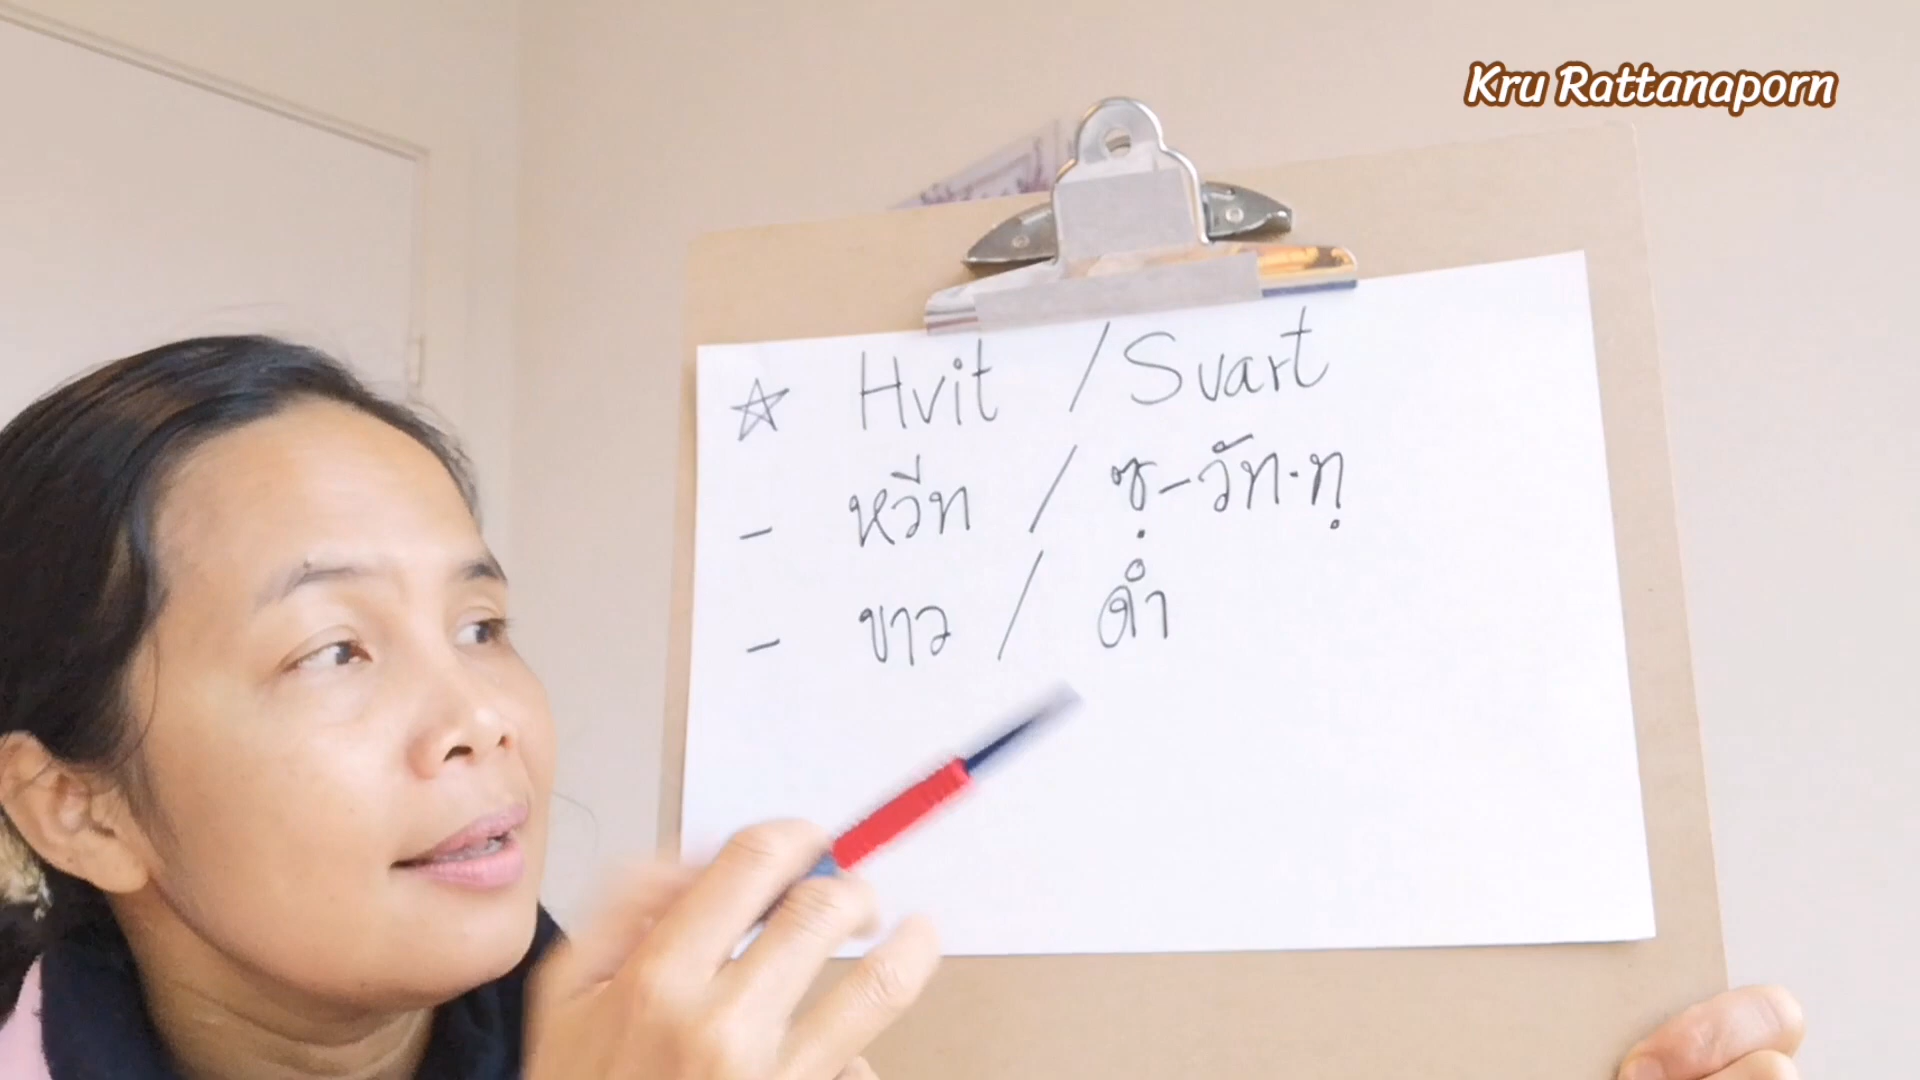 Kru Rattanaporn
☆ Hvit / Svart
- หวีท / ซฺ-วัท.ทฺ
- ขาว / ดำ